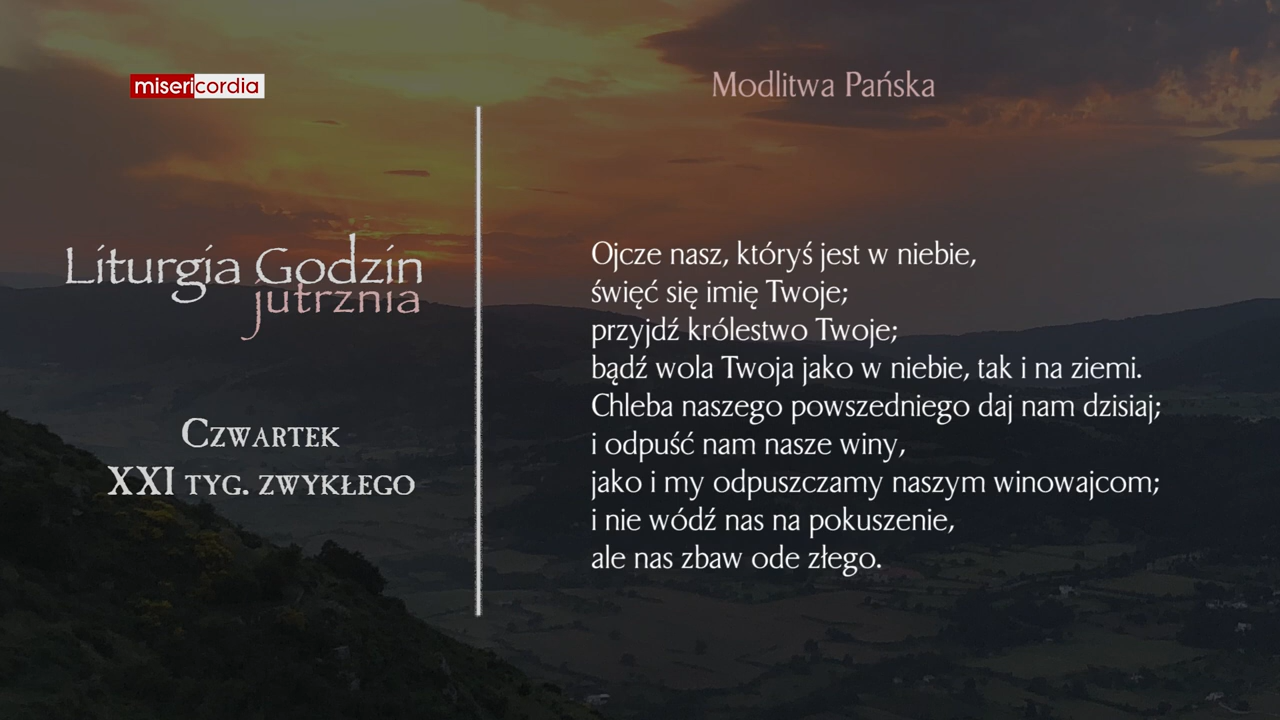 misericordia
Liturgia Godzin
jutrznia
Czwartek
XXI tyg. zwykłego
Modlitwa Pańska
Ojcze nasz, któryś jest w niebie,
święć się imię Twoje;
przyjdź królestwo Twoje;
bądź wola Twoja jako w niebie, tak i na ziemi.
Chleba naszego powszedniego daj nam dzisiaj;
i odpuść nam nasze winy,
jako i my odpuszczamy naszym winowajcom;
i nie wódź nas na pokuszenie,
ale nas zbaw ode złego.